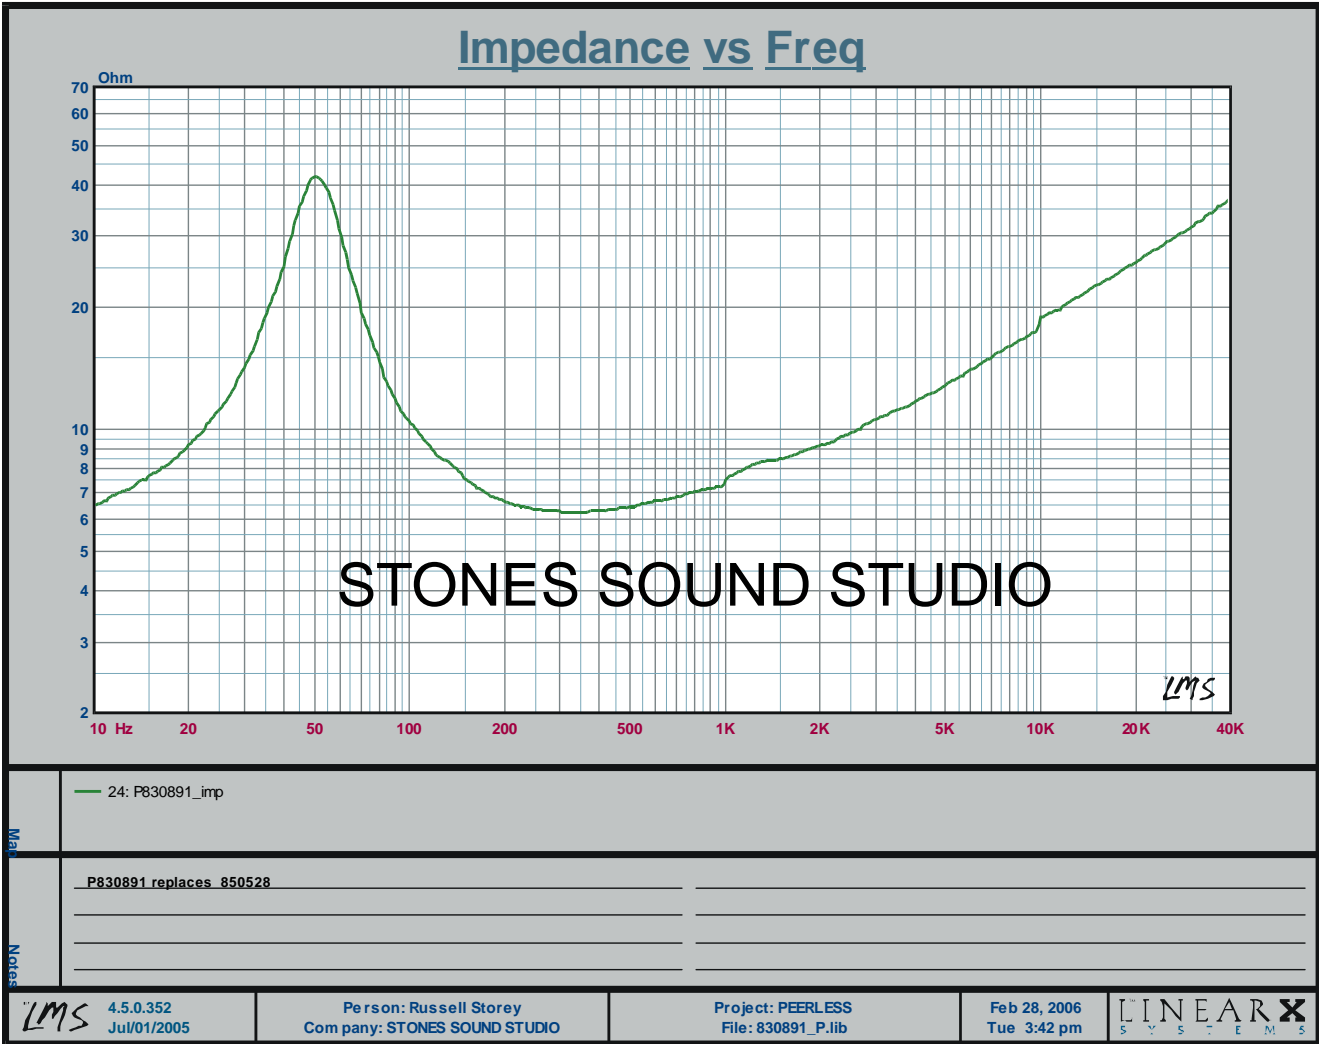 Impedance vs Freq
Ohm
70
60
50
40
30
20
10
9
8
7
6
5
4
3
2
STONES SOUND STUDIO
LMS
10 Hz 20 50 100 200 500 1K 2K 5K 10K 20K 40K
Map
24: P830891_imp
Notes
P830891 replaces 850528
LMS
4.5.0.352
Jul/01/2005
Person: Russell Storey
Company: STONES SOUND STUDIO
Project: PEERLESS
File: 830891_P.lib
Feb 28, 2006
Tue 3:42 pm
LINEARX
SYSTEMS